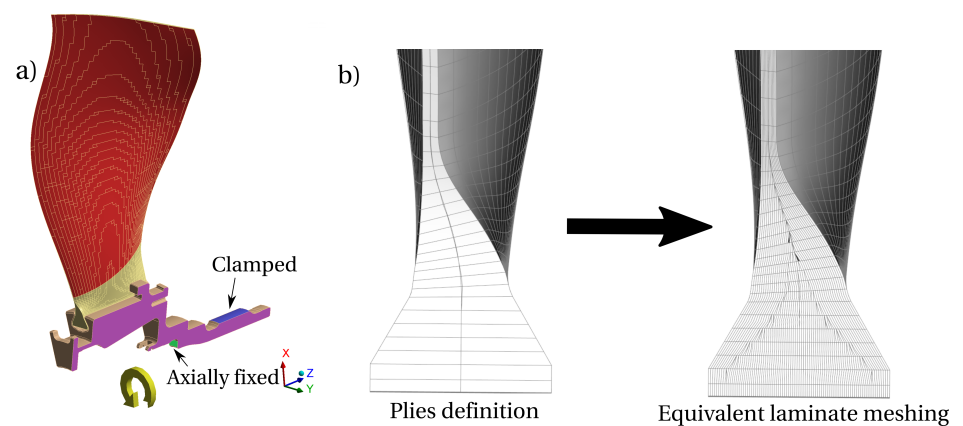 a)
b)
Clamped
Axially fixed
X
Z
Y
Plies definition
Equivalent laminate meshing